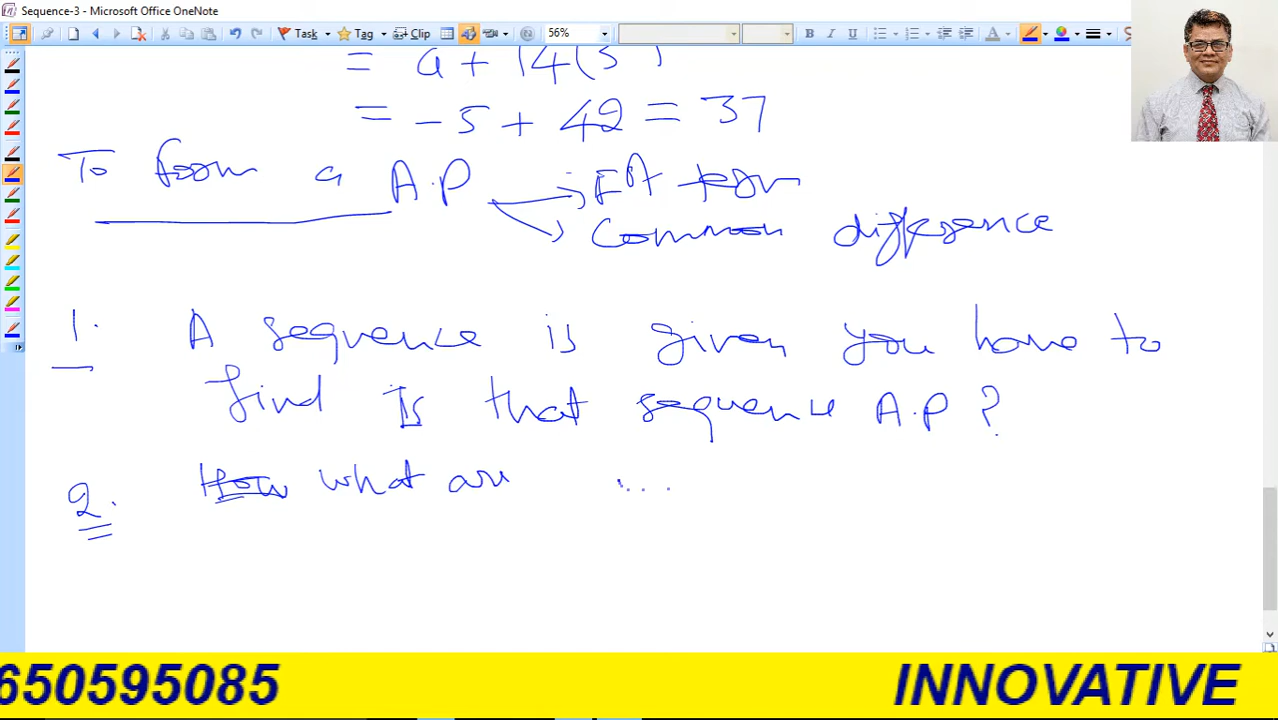 Sequence-3 - Microsoft Office OneNote
Task Tag Clip 56% B I U
= a + 14(3)
= -5 + 42 = 37
To form a A.P → Ist term
→ Common difference
1. A sequence is given you have to
find Is that sequence A.P ?
2. How what are ...
650595085 INNOVATIVE